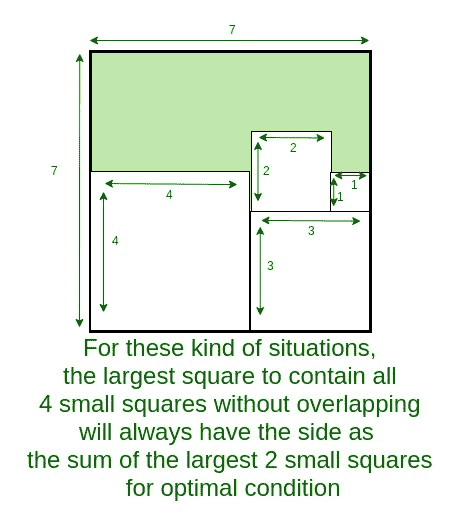 7
7
2
2
1
1
4
4
3
3
For these kind of situations,
the largest square to contain all
4 small squares without overlapping
will always have the side as
the sum of the largest 2 small squares
for optimal condition